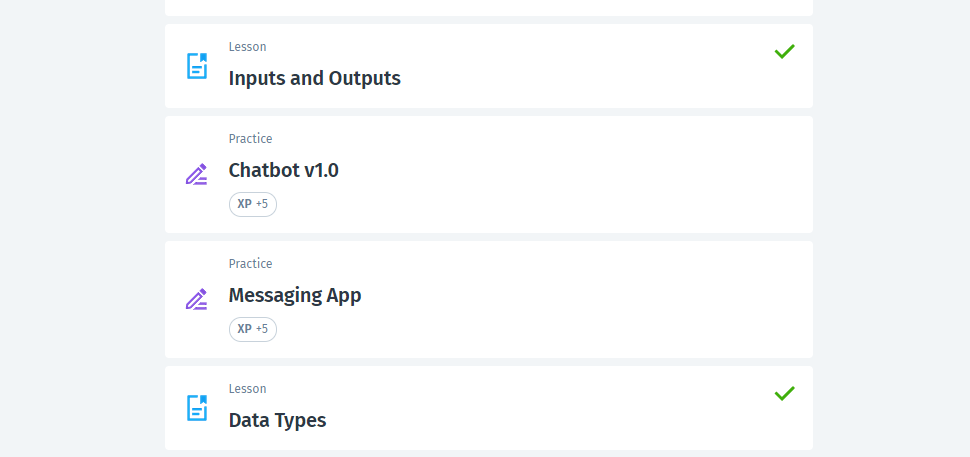 Lesson
Inputs and Outputs
Practice
Chatbot v1.0
XP +5
Practice
Messaging App
XP +5
Lesson
Data Types